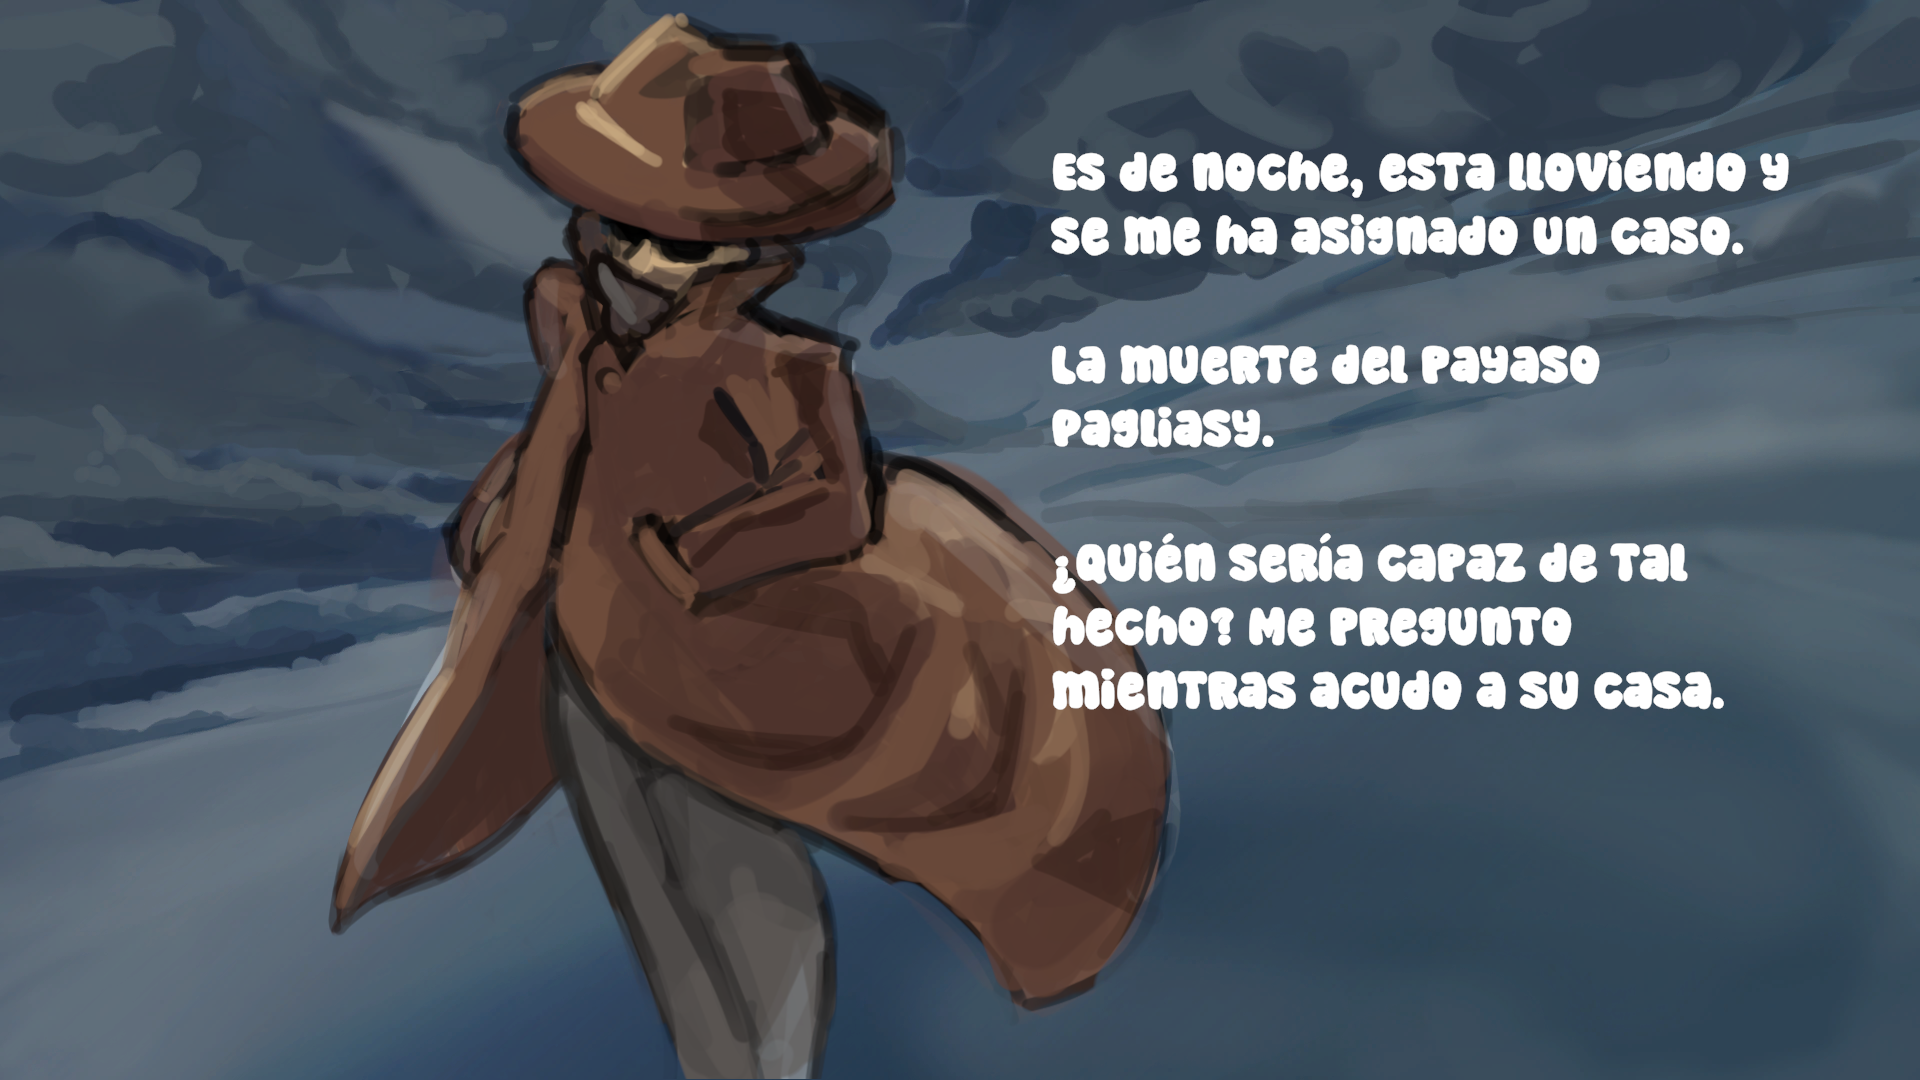 Es de noche, esta lloviendo y
se me ha asignado un caso.
La muerte del payaso
pagliasy.
¿Quién sería capaz de tal
hecho? Me pregunto
mientras acudo a su casa.